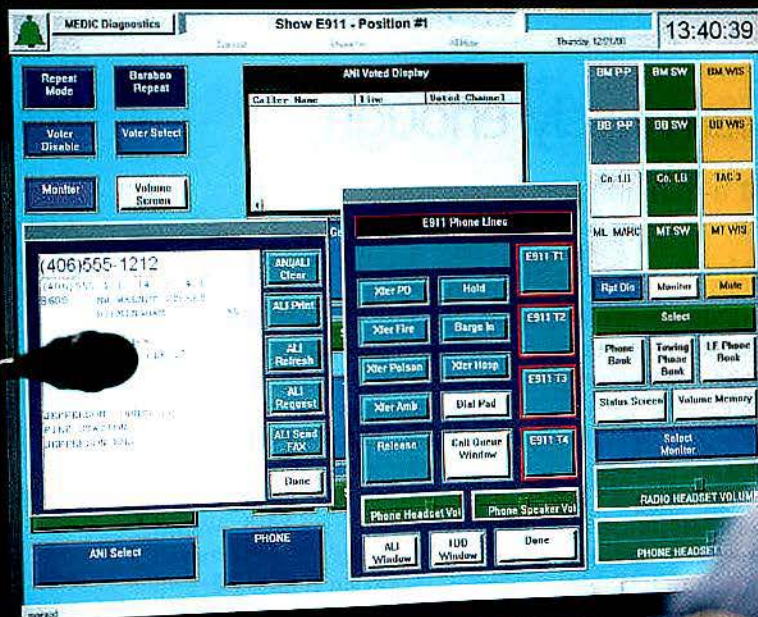 MEDIC Diagnostics
Show E911 - Position #1
13:40:39
Repeat Mode
Baraboo Repeat
Voter Disable
Voter Select
Monitor
Volume Screen
ANI Voted Display
Caller Name
line
Voted Channel
BM P-P
BM SW
BM WIS
BB P-P
BB SW
BB WIS
Co. LB
TAC 3
ML MARC
MT SW
MT WIS
Rpt Dis
Monitor
Mute
Select
Phone Bank
Towing Phone Book
LE Phone Book
Status Screen
Volume Memory
Select Monitor
RADIO HEADSET VOLUM
PHONE HEADSET
(406)555-1212
ANI/ALI Clear
ALI Print
ALI Refresh
ALI Request
ALI Send FAX
Done
E911 Phone Lines
Xfer PD
Hold
E911 T1
Xfer Fire
Barge In
E911 T2
Xfer Poison
Xfer Hosp
E911 T3
Xfer Amb
Dial Pad
Release
Call Queue Window
E911 T4
Phone Headset Vol
Phone Speaker Vol
ALI Window
TDD Window
Done
ANI Select
PHONE